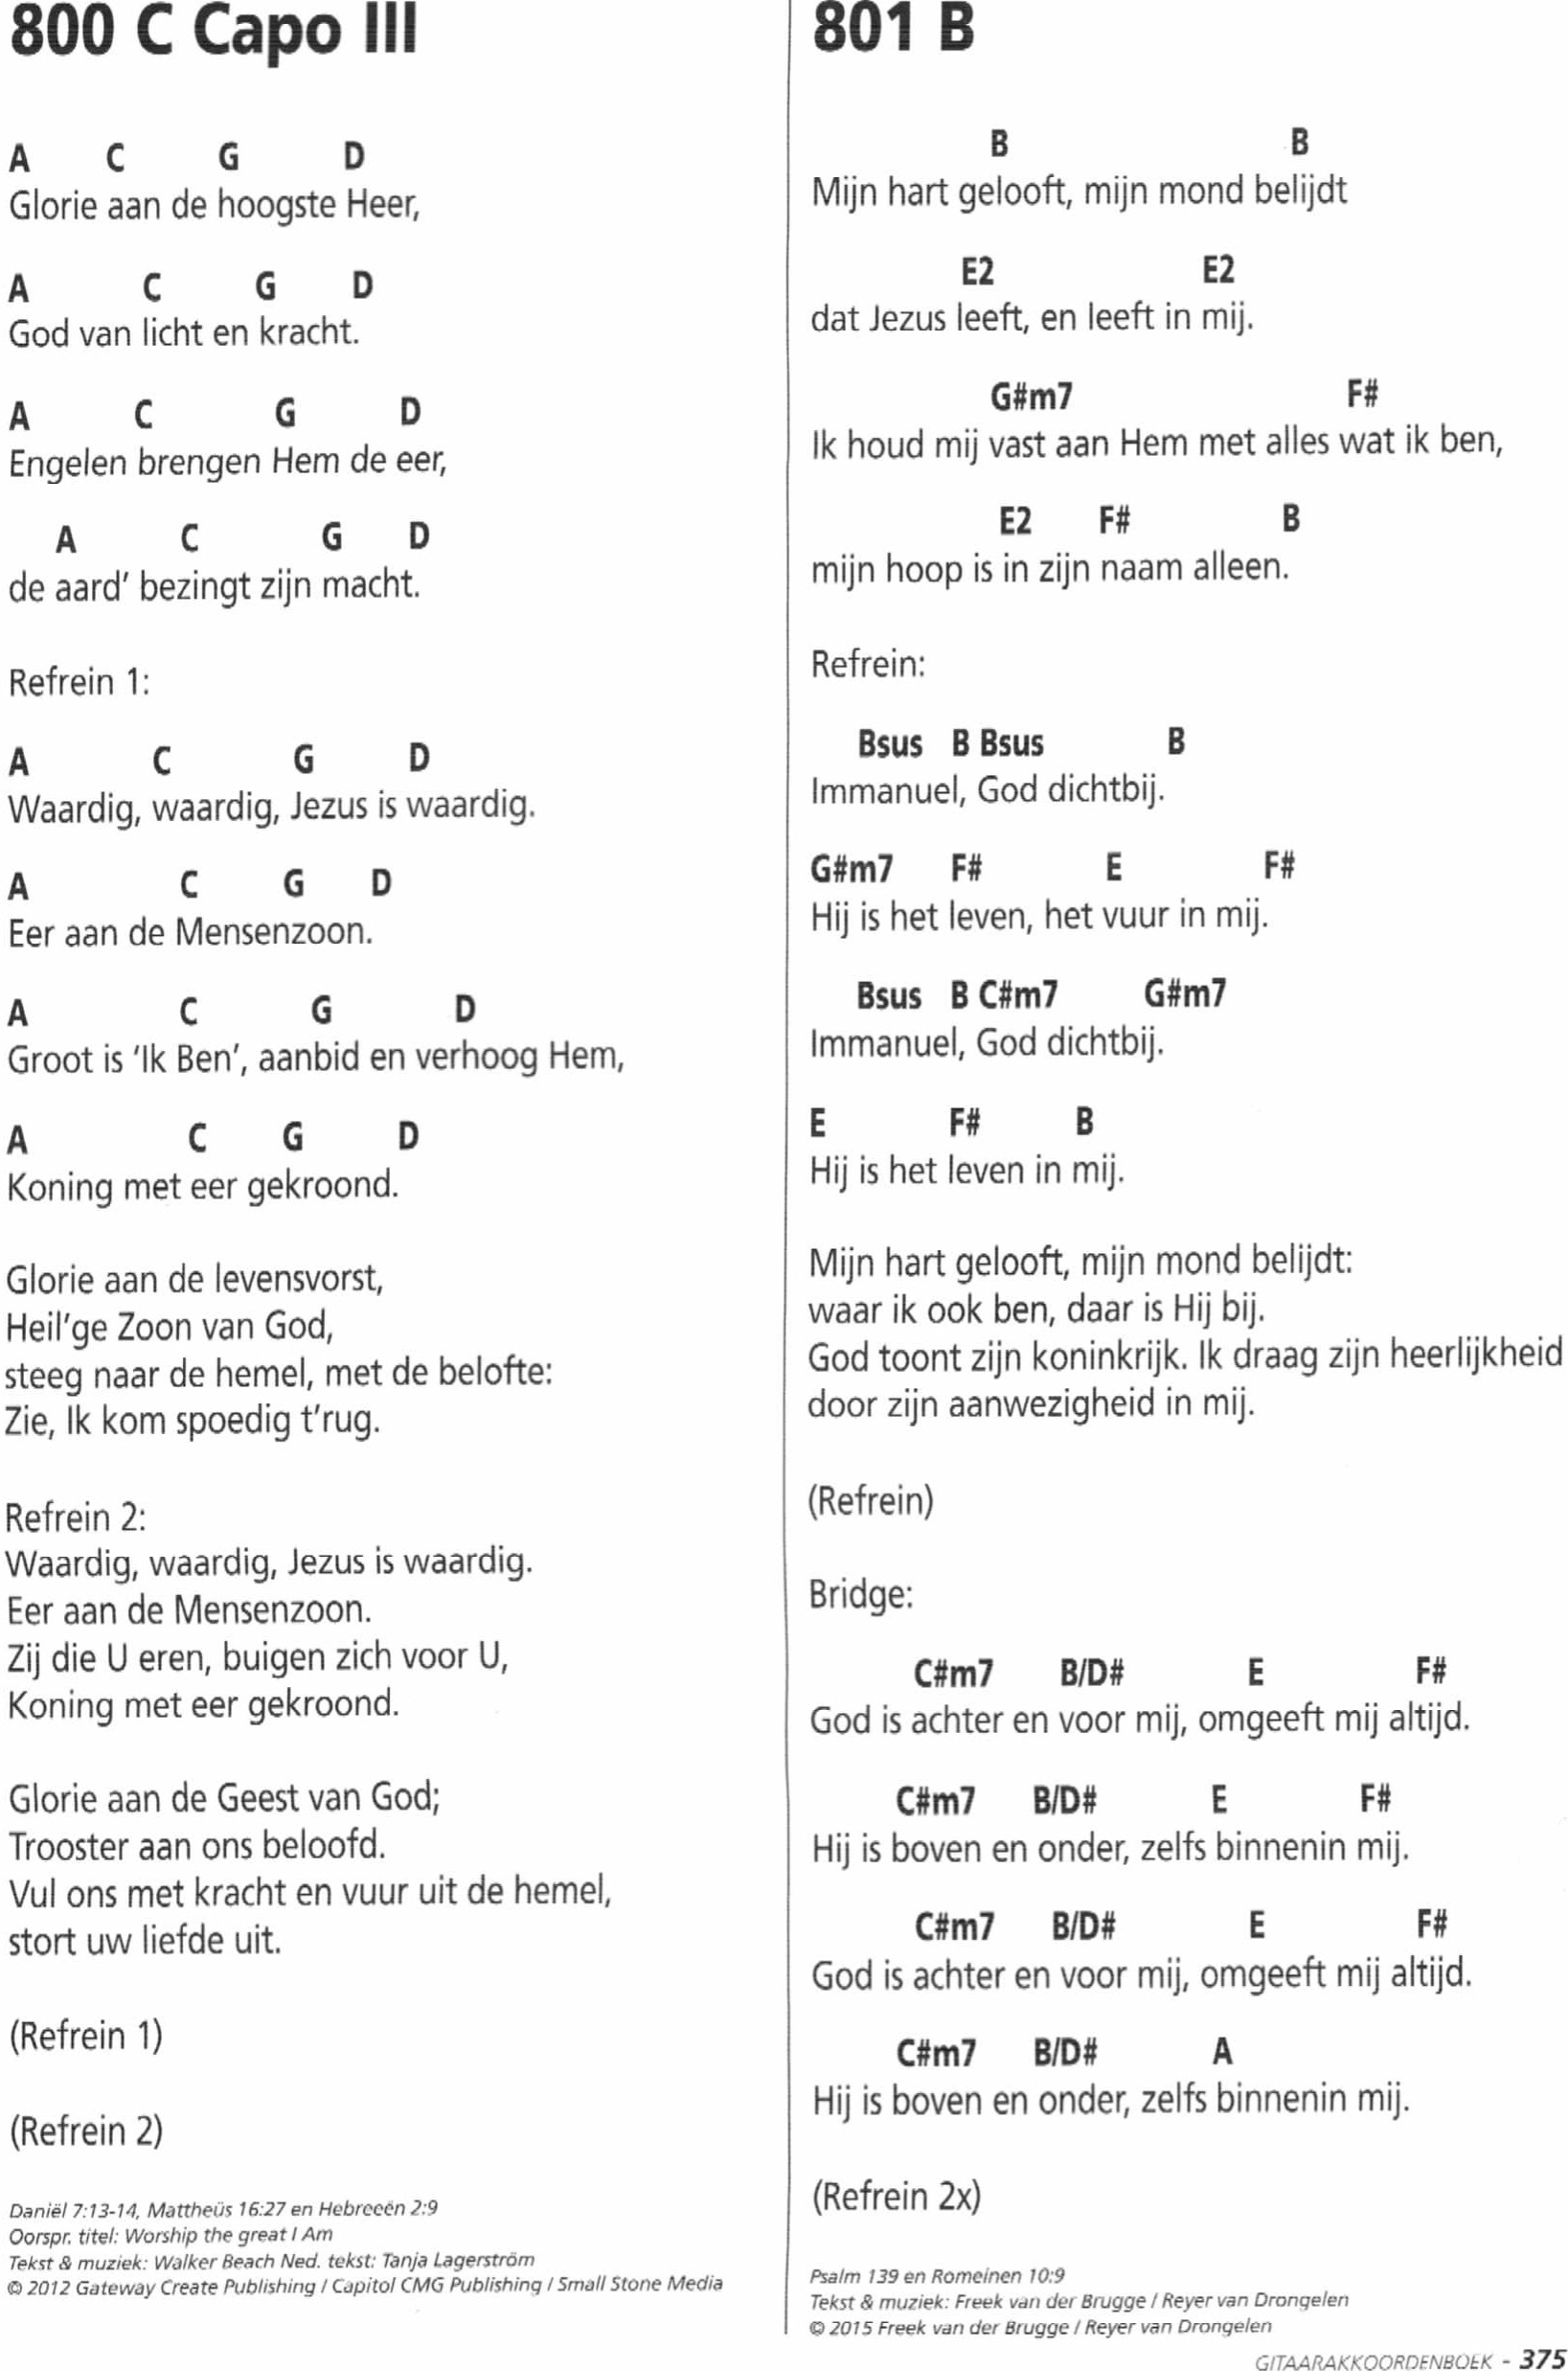 800 C Capo III
A C G D
Glorie aan de hoogste Heer,
A C G D
God van licht en kracht.
A C G D
Engelen brengen Hem de eer,
A C G D
de aard’ bezingt zijn macht.
Refrein 1:
A C G D
Waardig, waardig, Jezus is waardig.
A C G D
Eer aan de Mensenzoon.
A C G D
Groot is ‘Ik Ben’, aanbid en verhoog Hem,
A C G D
Koning met eer gekroond.
Glorie aan de levensvorst,
Heil’ge Zoon van God,
steeg naar de hemel, met de belofte:
Zie, Ik kom spoedig t’rug.
Refrein 2:
Waardig, waardig, Jezus is waardig.
Eer aan de Mensenzoon.
Zij die U eren, buigen zich voor U,
Koning met eer gekroond.
Glorie aan de Geest van God;
Trooster aan ons beloofd.
Vul ons met kracht en vuur uit de hemel,
stort uw liefde uit.
(Refrein 1)
(Refrein 2)
Daniël 7:13-14, Mattheüs 16:27 en Hebreeën 2:9
Oorspr. titel: Worship the great I Am
Tekst & muziek: Walker Beach Ned. tekst: Tanja Lagerström
© 2012 Gateway Create Publishing / Capitol CMG Publishing / Small Stone Media
801 B
B B
Mijn hart gelooft, mijn mond belijdt
E2 E2
dat Jezus leeft, en leeft in mij.
G#m7 F#
Ik houd mij vast aan Hem met alles wat ik ben,
E2 F# B
mijn hoop is in zijn naam alleen.
Refrein:
Bsus B Bsus B
Immanuel, God dichtbij.
G#m7 F# E F#
Hij is het leven, het vuur in mij.
Bsus B C#m7 G#m7
Immanuel, God dichtbij.
E F# B
Hij is het leven in mij.
Mijn hart gelooft, mijn mond belijdt:
waar ik ook ben, daar is Hij bij.
God toont zijn koninkrijk. Ik draag zijn heerlijkheid
door zijn aanwezigheid in mij.
(Refrein)
Bridge:
C#m7 B/D# E F#
God is achter en voor mij, omgeeft mij altijd.
C#m7 B/D# E F#
Hij is boven en onder, zelfs binnenin mij.
C#m7 B/D# E F#
God is achter en voor mij, omgeeft mij altijd.
C#m7 B/D# A
Hij is boven en onder, zelfs binnenin mij.
(Refrein 2x)
Psalm 139 en Romeinen 10:9
Tekst & muziek: Freek van der Brugge / Reyer van Drongelen
© 2015 Freek van der Brugge / Reyer van Drongelen
GITAARAKKOORDENBOEK - 375